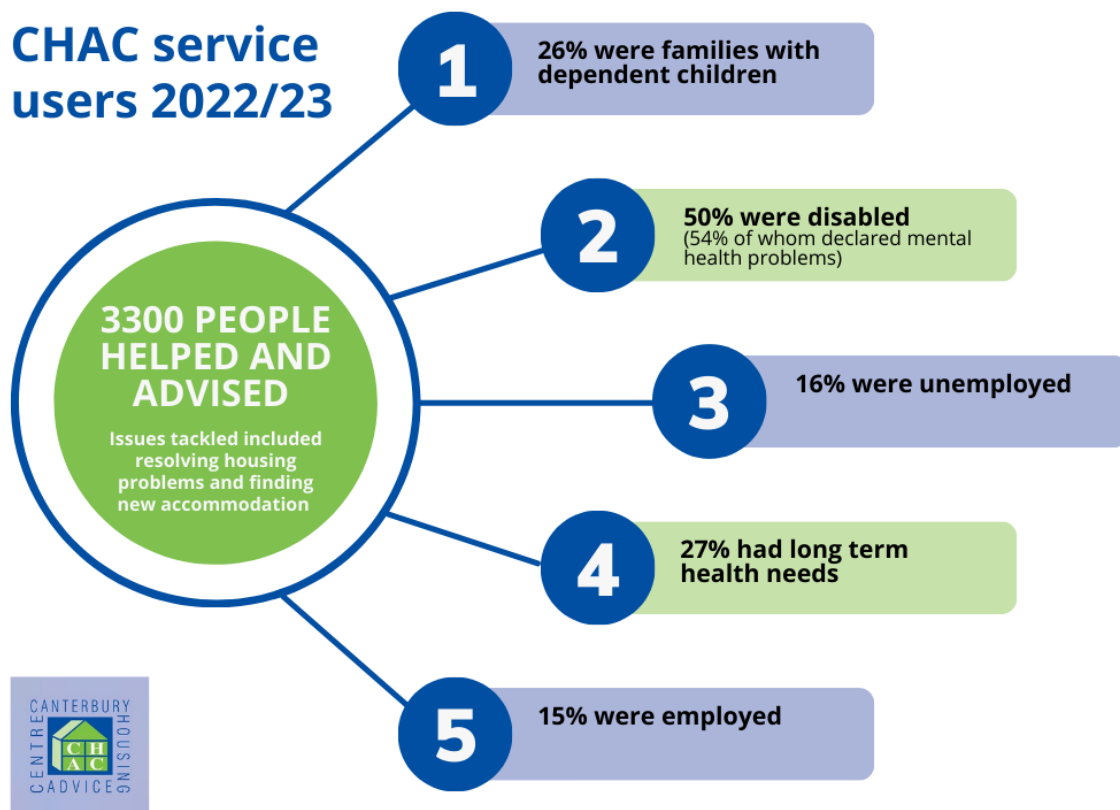 CHAC service
users 2022/23
3300 PEOPLE
HELPED AND
ADVISED
Issues tackled included
resolving housing
problems and finding
new accommodation
1
26% were families with
dependent children
2
50% were disabled
(54% of whom declared mental
health problems)
3
16% were unemployed
4
27% had long term
health needs
5
15% were employed
CANTERBURY
HOUSING
ADVICE
CENTRE
C H
A C